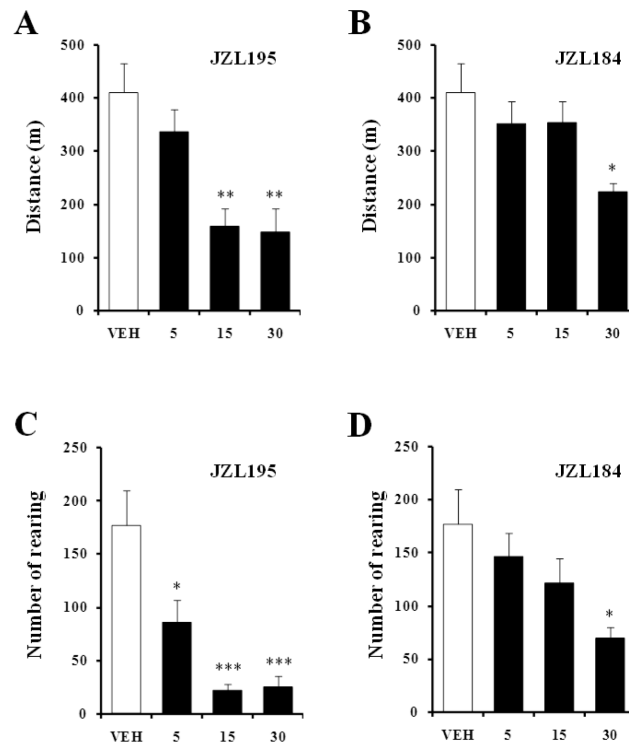 A
JZL195
Distance (m)
500
400
300
200
100
0
** **
VEH 5 15 30
B
JZL184
Distance (m)
500
400
300
200
100
0
*
VEH 5 15 30
C
JZL195
Number of rearing
250
200
150
100
50
0
*
*** ***
VEH 5 15 30
D
JZL184
Number of rearing
250
200
150
100
50
0
*
VEH 5 15 30